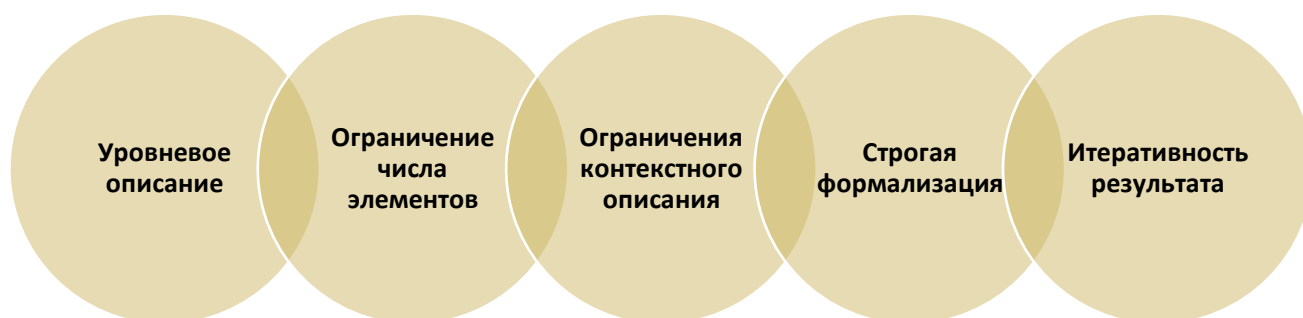 Уровневое
описание
Ограничение
числа
элементов
Ограничения
контекстного
описания
Строгая
формализация
Итеративность
результата